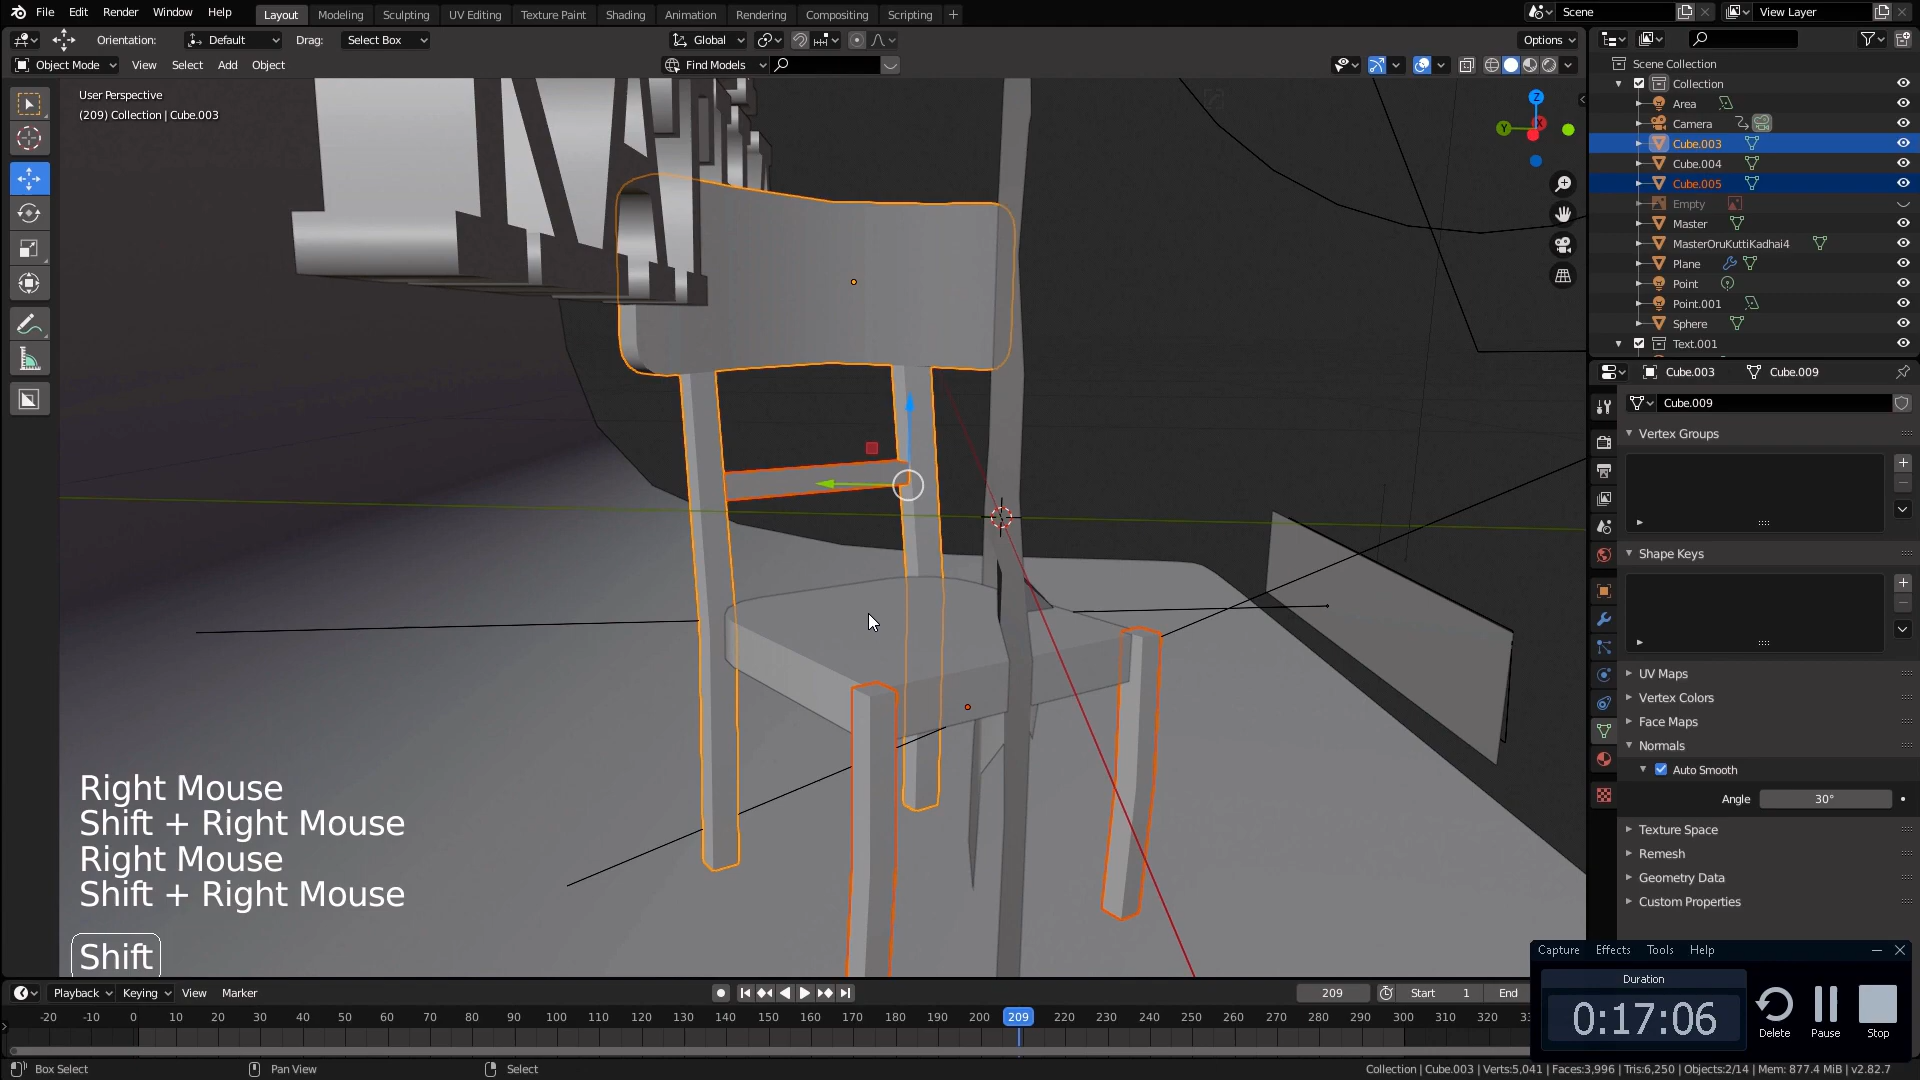 File Edit Render Window Help Layout Modeling Sculpting UV Editing Texture Paint Shading Animation Rendering Compositing Scripting + Scene View Layer
Orientation: Default Drag: Select Box Global Options
Object Mode View Select Add Object Find Models
User Perspective
(209) Collection | Cube.003
Z
Y
X
Scene Collection
Collection
Area
Camera
Cube.003
Cube.004
Cube.005
Empty
Master
MasterOruKuttiKadhai4
Plane
Point
Point.001
Sphere
Text.001
Cube.003 Cube.009
Cube.009
Vertex Groups
Shape Keys
UV Maps
Vertex Colors
Face Maps
Normals
Auto Smooth
Angle 30°
Texture Space
Remesh
Geometry Data
Custom Properties
Right Mouse
Shift + Right Mouse
Right Mouse
Shift + Right Mouse
Shift
Capture Effects Tools Help
Duration
0:17:06
Delete Pause Stop
Playback Keying View Marker 209 Start 1 End
-20 -10 0 10 20 30 40 50 60 70 80 90 100 110 120 130 140 150 160 170 180 190 200 209 220 230 240 250 260 270 280 290 300 310 320
Box Select Pan View Select Collection | Cube.003 | Verts:5,041 | Faces:3,996 | Tris:6,250 | Objects:2/14 | Mem: 877.4 MiB | v2.82.7